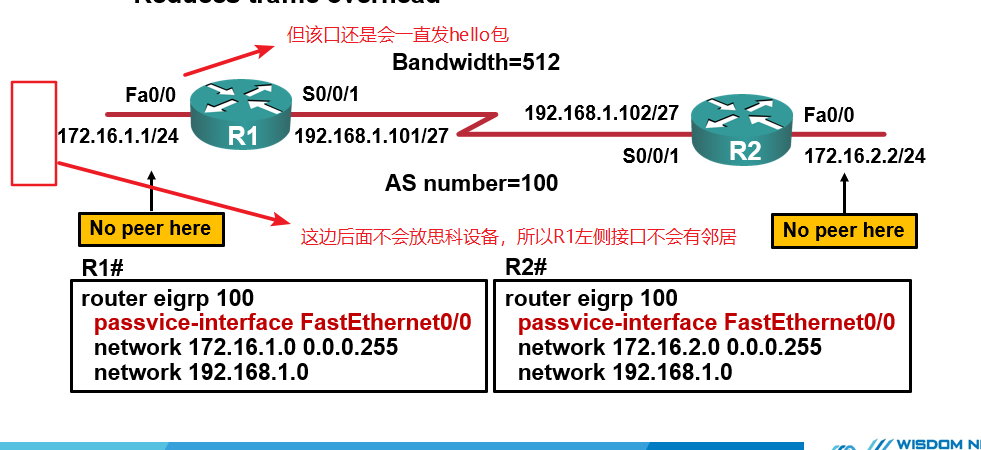 Reduces traffic overhead
但该口还是会一直发hello包
Bandwidth=512
Fa0/0
S0/0/1
192.168.1.102/27
Fa0/0
172.16.1.1/24
R1
192.168.1.101/27
R2
S0/0/1
172.16.2.2/24
AS number=100
No peer here
这边后面不会放思科设备，所以R1左侧接口不会有邻居
No peer here
R1#
router eigrp 100
passvice-interface FastEthernet0/0
network 172.16.1.0 0.0.0.255
network 192.168.1.0
R2#
router eigrp 100
passvice-interface FastEthernet0/0
network 172.16.2.0 0.0.0.255
network 192.168.1.0
WISDOM